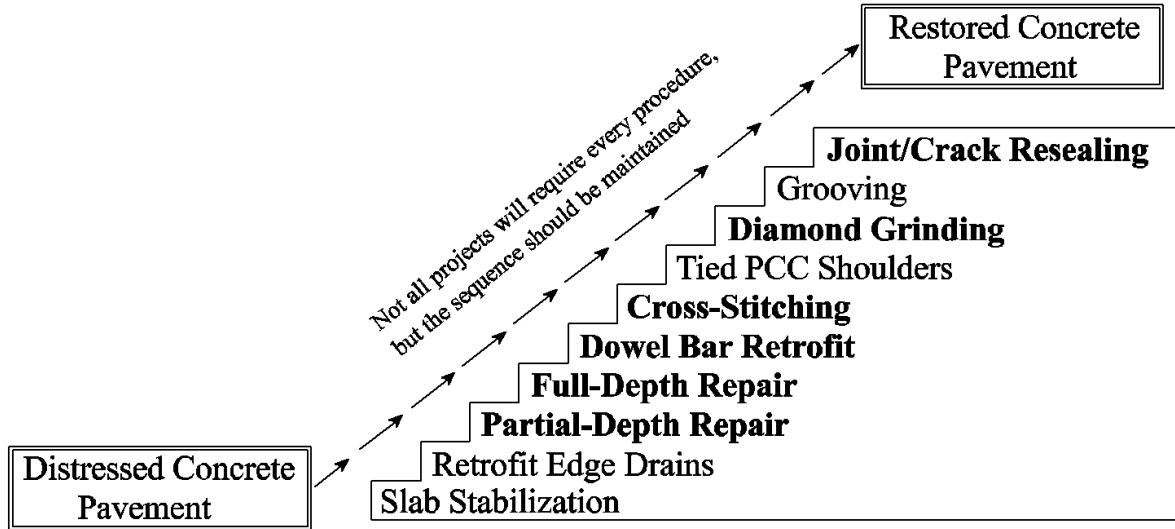 Restored Concrete
Pavement
Not all projects will require every procedure,
but the sequence should be maintained
Joint/Crack Resealing
Grooving
Diamond Grinding
Tied PCC Shoulders
Cross-Stitching
Dowel Bar Retrofit
Full-Depth Repair
Partial-Depth Repair
Retrofit Edge Drains
Slab Stabilization
Distressed Concrete
Pavement